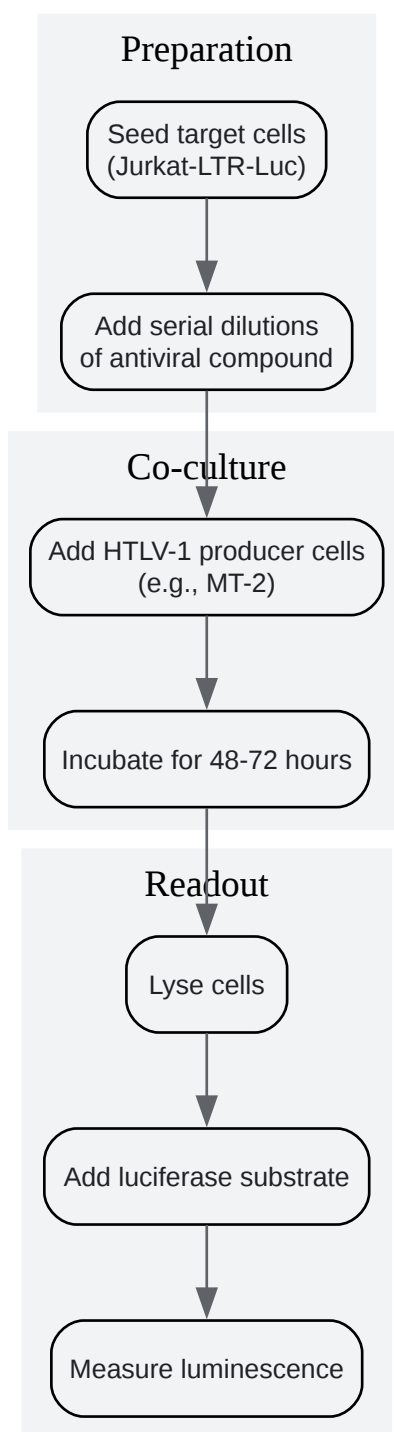 Preparation
Seed target cells
(Jurkat-LTR-Luc)
Add serial dilutions
of antiviral compound
Co-culture
Add HTLV-1 producer cells
(e.g., MT-2)
Incubate for 48-72 hours
Readout
Lyse cells
Add luciferase substrate
Measure luminescence